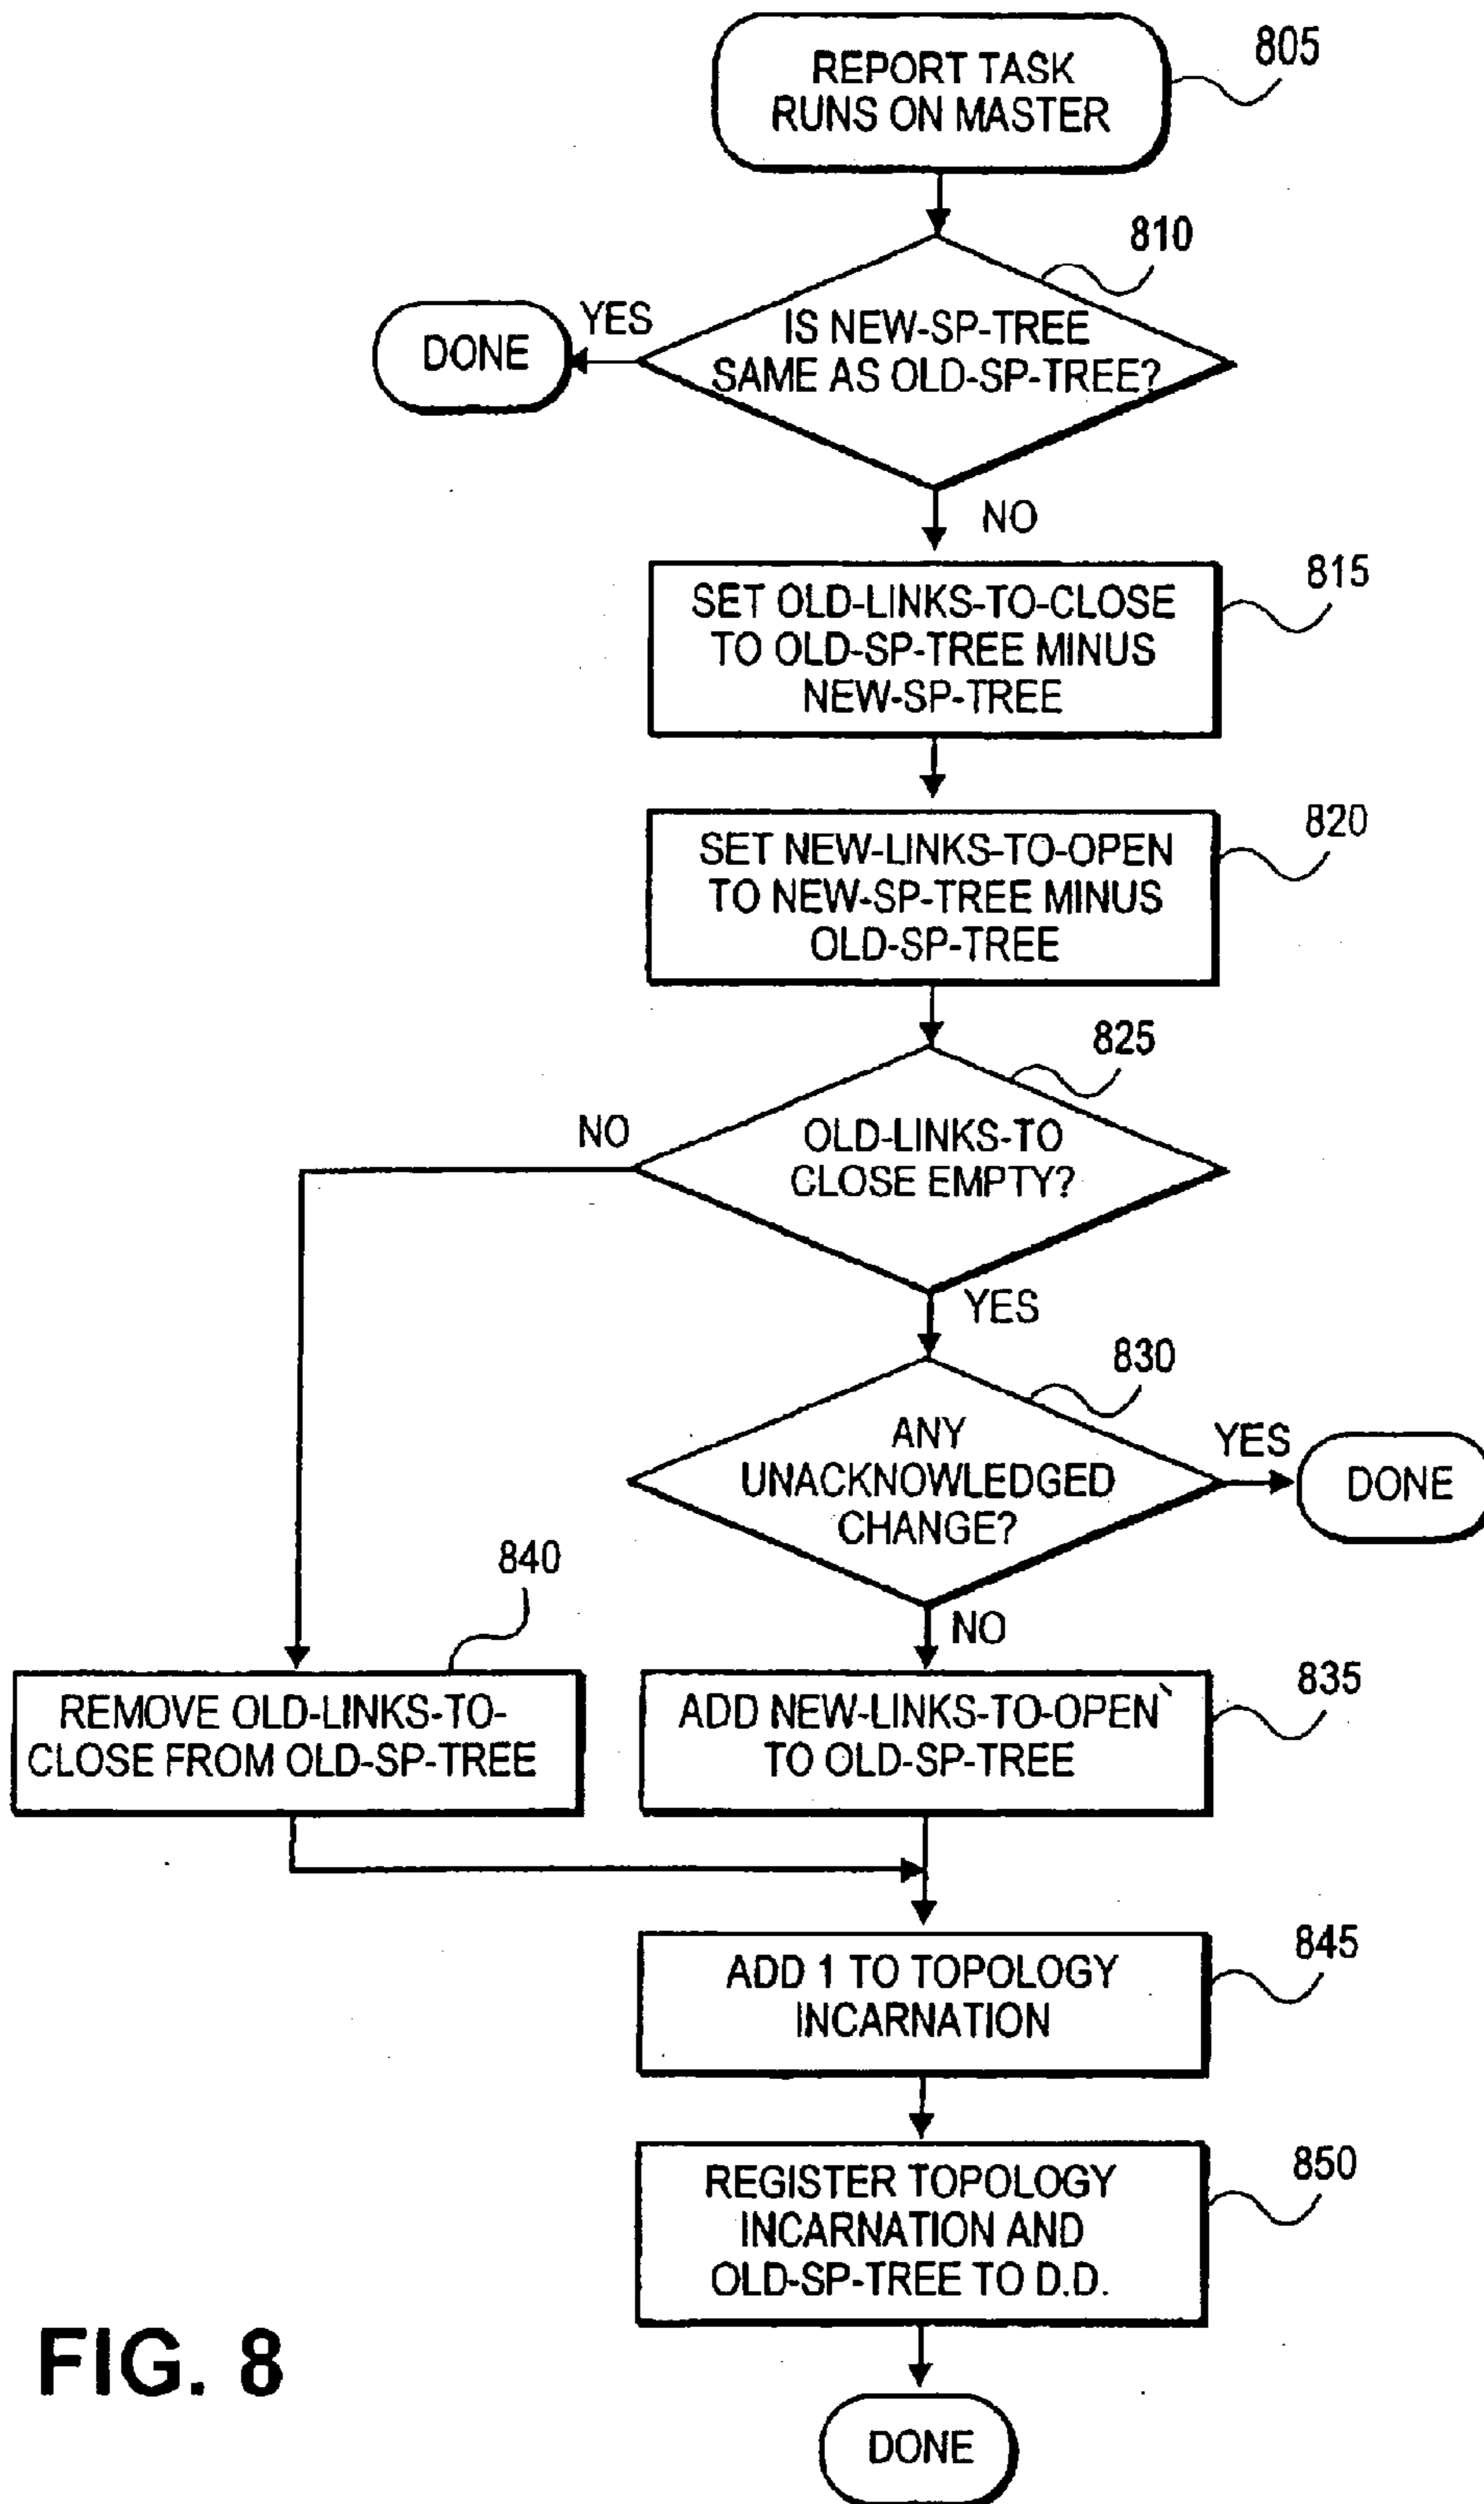 REPORT TASK
RUNS ON MASTER
805
810
IS NEW-SP-TREE
SAME AS OLD-SP-TREE?
YES
DONE
NO
815
SET OLD-LINKS-TO-CLOSE
TO OLD-SP-TREE MINUS
NEW-SP-TREE
820
SET NEW-LINKS-TO-OPEN
TO NEW-SP-TREE MINUS
OLD-SP-TREE
825
OLD-LINKS-TO
CLOSE EMPTY?
NO
YES
830
ANY
UNACKNOWLEDGED
CHANGE?
YES
DONE
NO
840
REMOVE OLD-LINKS-TO-
CLOSE FROM OLD-SP-TREE
835
ADD NEW-LINKS-TO-OPEN
TO OLD-SP-TREE
845
ADD 1 TO TOPOLOGY
INCARNATION
850
REGISTER TOPOLOGY
INCARNATION AND
OLD-SP-TREE TO D.D.
DONE
FIG. 8